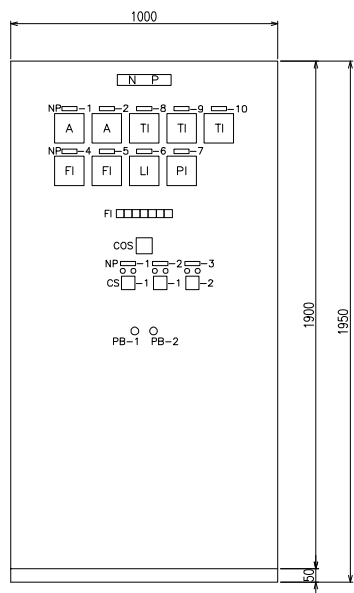 1000
N P
NP -1 -2 -8 -9 -10
A A TI TI TI
NP -4 -5 -6 -7
FI FI LI PI
FI
COS
NP -1 -2 -3
CS -1 -1 -2
PB-1 PB-2
1900
1950
50